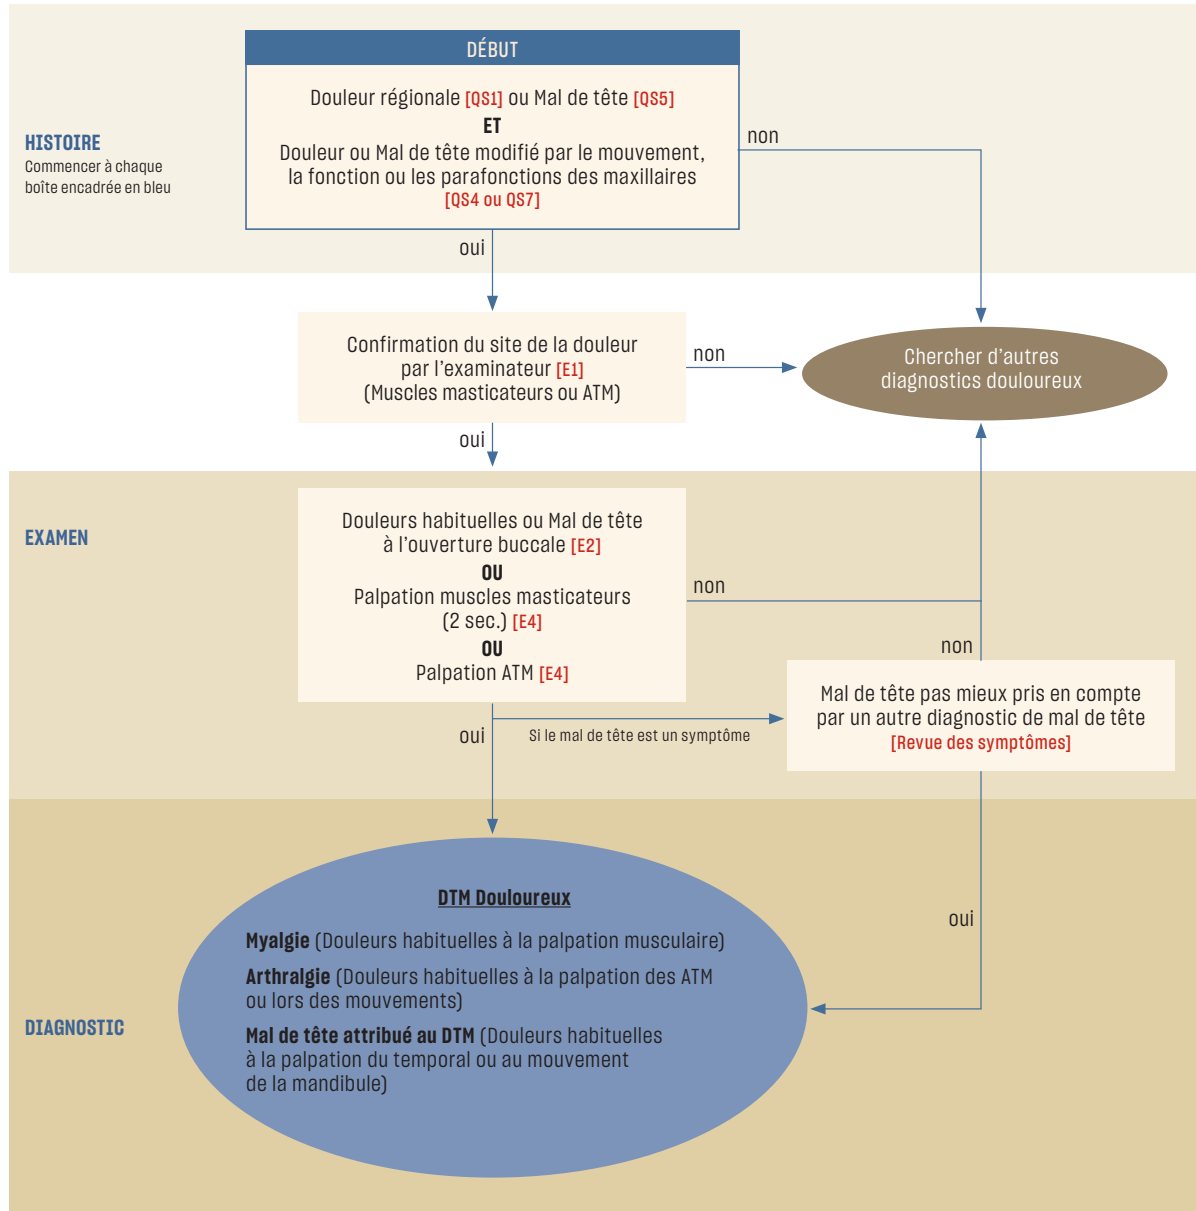 DÉBUT
Douleur régionale [QS1] ou Mal de tête [QS5]
ET
Douleur ou Mal de tête modifié par le mouvement,
la fonction ou les parafonctions des maxillaires
[QS4 ou QS7]
HISTOIRE
Commencer à chaque
boîte encadrée en bleu
non
oui
Confirmation du site de la douleur
par l'examinateur [E1]
(Muscles masticateurs ou ATM)
non
Chercher d'autres
diagnostics douloureux
oui
EXAMEN
Douleurs habituelles ou Mal de tête
à l'ouverture buccale [E2]
OU
Palpation muscles masticateurs
(2 sec.) [E4]
OU
Palpation ATM [E4]
non
non
Mal de tête pas mieux pris en compte
par un autre diagnostic de mal de tête
[Revue des symptômes]
oui
Si le mal de tête est un symptôme
DTM Douloureux
Myalgie (Douleurs habituelles à la palpation musculaire)
Arthralgie (Douleurs habituelles à la palpation des ATM
ou lors des mouvements)
Mal de tête attribué au DTM (Douleurs habituelles
à la palpation du temporal ou au mouvement
de la mandibule)
oui
DIAGNOSTIC